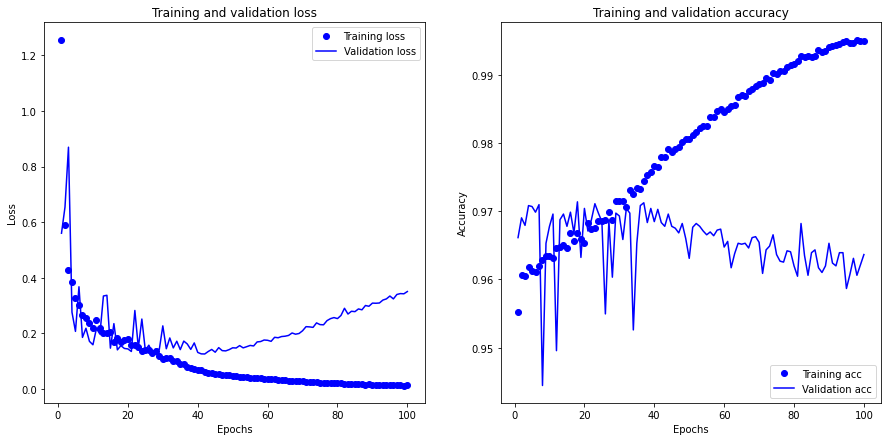 Training and validation loss
Training loss
Validation loss
Loss
1.2
1.0
0.8
0.6
0.4
0.2
0.0
0
20
40
60
80
100
Epochs
Training and validation accuracy
Accuracy
0.99
0.98
0.97
0.96
0.95
Training acc
Validation acc
0
20
40
60
80
100
Epochs